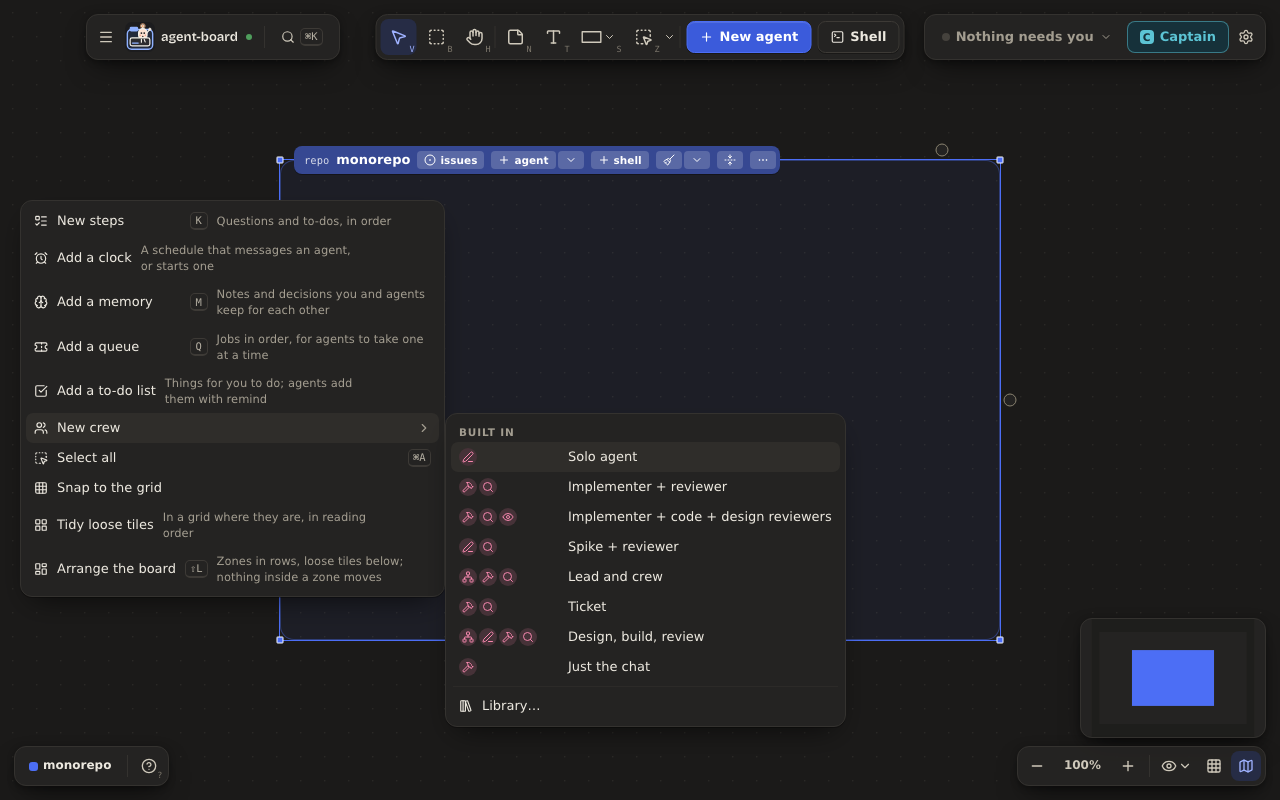 agent-board
⌘K
V
B
H
N
T
S
Z
New agent
Shell
Nothing needs you
C Captain
repo monorepo
issues
agent
shell
New steps K Questions and to-dos, in order
Add a clock A schedule that messages an agent,
or starts one
Add a memory M Notes and decisions you and agents
keep for each other
Add a queue Q Jobs in order, for agents to take one
at a time
Add a to-do list Things for you to do; agents add
them with remind
New crew
Select all ⌘A
Snap to the grid
Tidy loose tiles In a grid where they are, in reading
order
Arrange the board ⇧L Zones in rows, loose tiles below;
nothing inside a zone moves
BUILT IN
Solo agent
Implementer + reviewer
Implementer + code + design reviewers
Spike + reviewer
Lead and crew
Ticket
Design, build, review
Just the chat
Library…
monorepo
?
100%